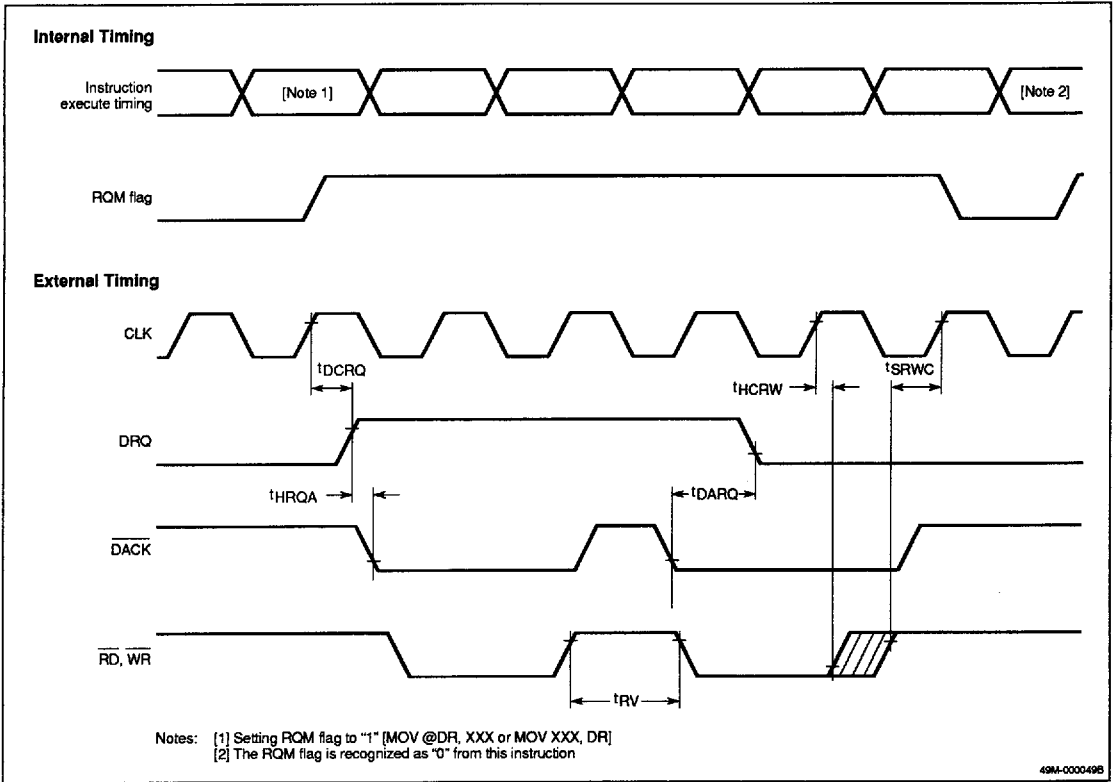 Internal Timing
Instruction
execute timing
[Note 1]
[Note 2]
RQM flag
External Timing
CLK
tDCRQ
tHCRW
tSRWC
DRQ
tHRQA
tDARQ
DACK
RD, WR
tRV
Notes: [1] Setting RQM flag to "1" [MOV @DR, XXX or MOV XXX, DR]
[2] The RQM flag is recognized as "0" from this instruction
49M-000049B